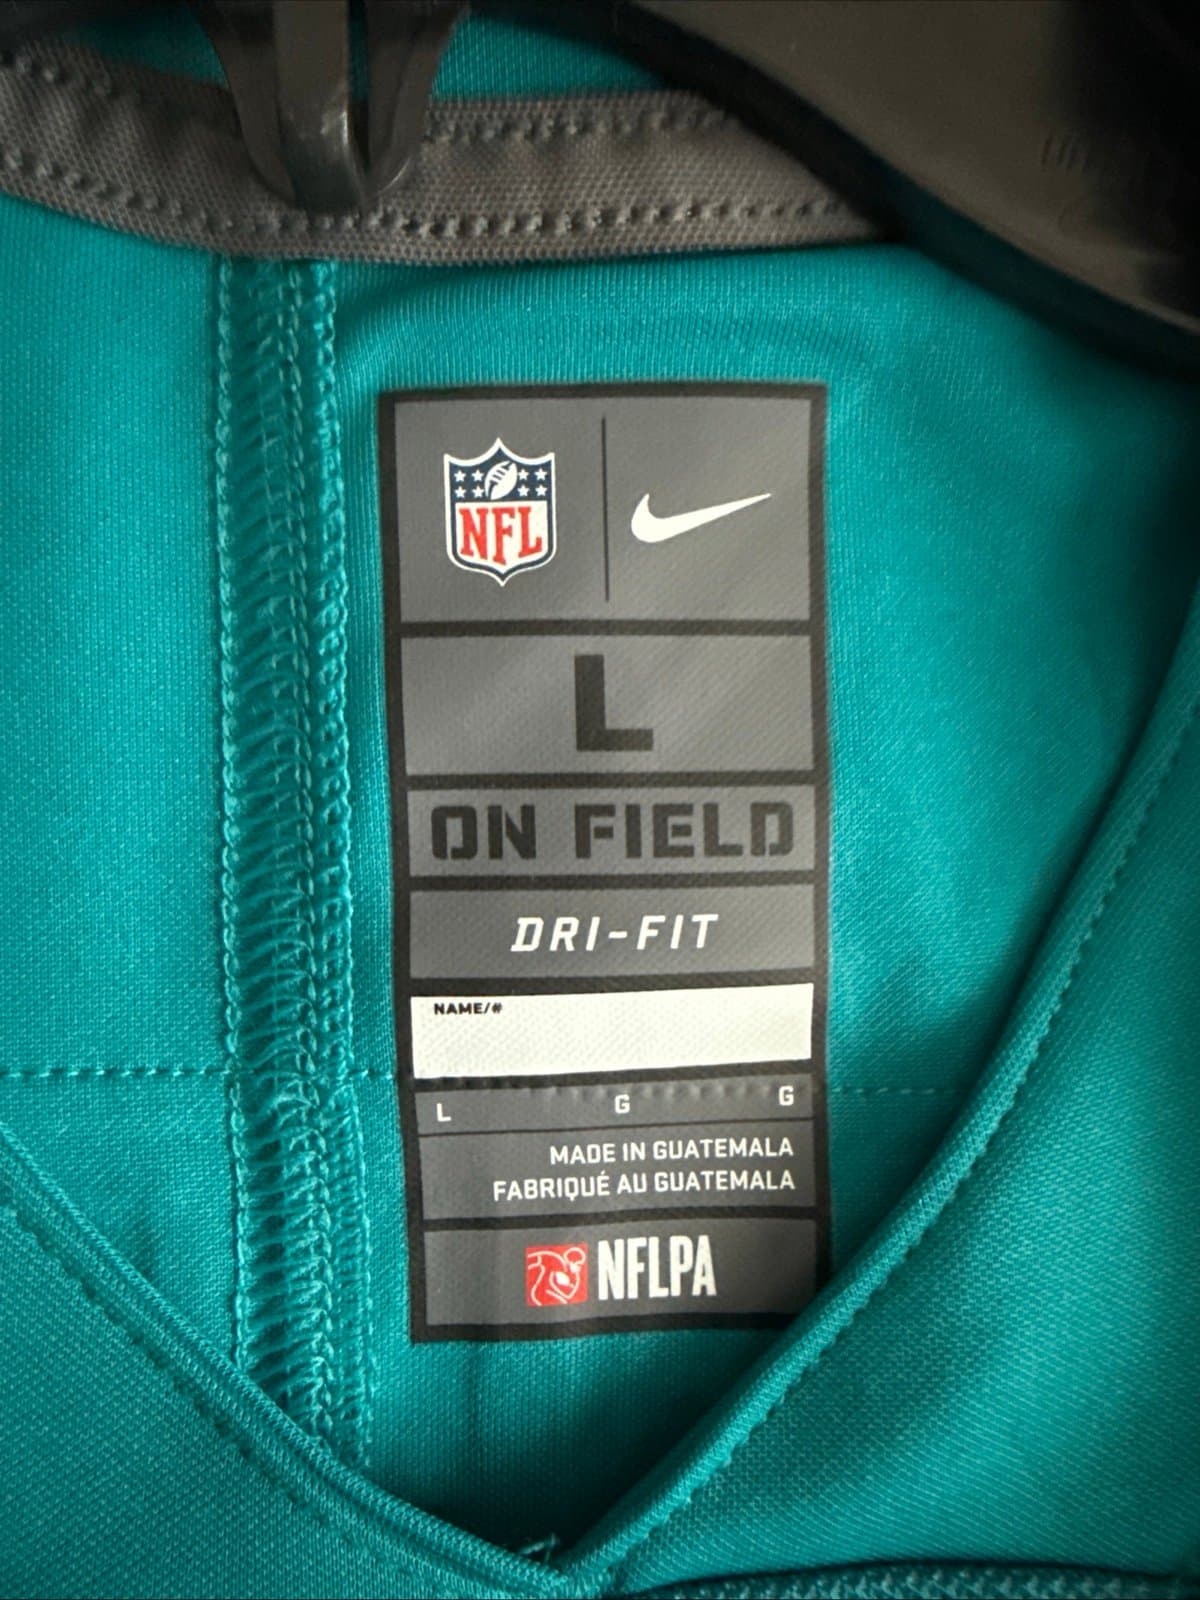 NFL
L
ON FIELD
DRI-FIT
NAME/#
L G G
MADE IN GUATEMALA
FABRIQUÉ AU GUATEMALA
NFLPA